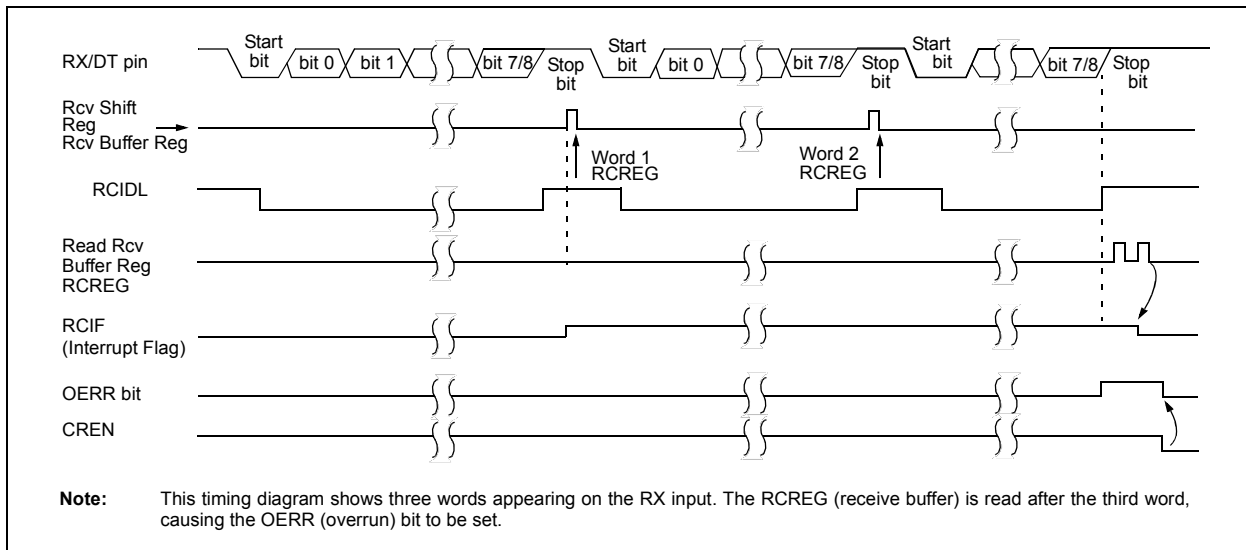 RX/DT pin
Start
bit
bit 0
bit 1
bit 7/8
Stop
bit
Start
bit
bit 0
bit 7/8
Stop
bit
Start
bit
bit 7/8
Stop
bit
Rcv Shift
Reg
Rcv Buffer Reg
Word 1
RCREG
Word 2
RCREG
RCIDL
Read Rcv
Buffer Reg
RCREG
RCIF
(Interrupt Flag)
OERR bit
CREN
Note: This timing diagram shows three words appearing on the RX input. The RCREG (receive buffer) is read after the third word,
causing the OERR (overrun) bit to be set.